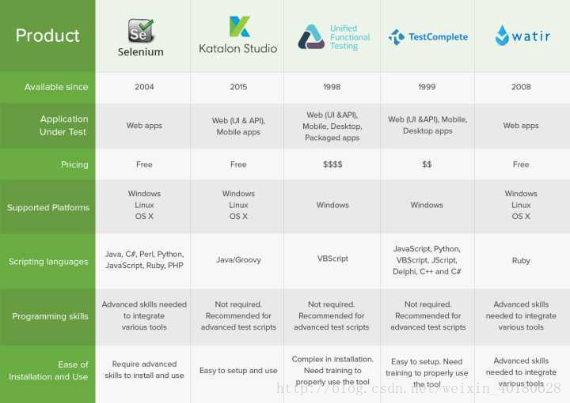 Product
Se
Selenium
Katalon Studio
Unified
Functional
Testing
TestComplete
watir
Available since
2004
2015
1998
1999
2008
Application
Under Test
Web apps
Web (UI & API),
Mobile apps
Web (UI &API),
Mobile, Desktop,
Packaged apps
Web (UI &API), Mobile,
Desktop apps
Web apps
Pricing
Free
Free
$$$$
$$
Free
Supported Platforms
Windows
Linux
OS X
Windows
Linux
OS X
Windows
Windows
Windows
Linux
OS X
Scripting languages
Java, C#, Perl, Python,
JavaScript, Ruby, PHP
Java/Groovy
VBScript
JavaScript, Python,
VBScript, JScript,
Delphi, C++ and C#
Ruby
Programming skills
Advanced skills needed
to integrate
various tools
Not required.
Recommended for
advanced test scripts
Not required.
Recommended for
advanced test scripts
Not required.
Recommended for
advanced test scripts
Advanced skills
needed to integrate
various tools
Ease of
Installation and Use
Require advanced
skills to install and use
Easy to setup and use
Complex in installation.
Need training to
properly use the tool
Easy to setup. Need
training to properly use
the tool
Advanced skills
needed to integrate
various tools
http://blog.csdn.net/weixin_40180628